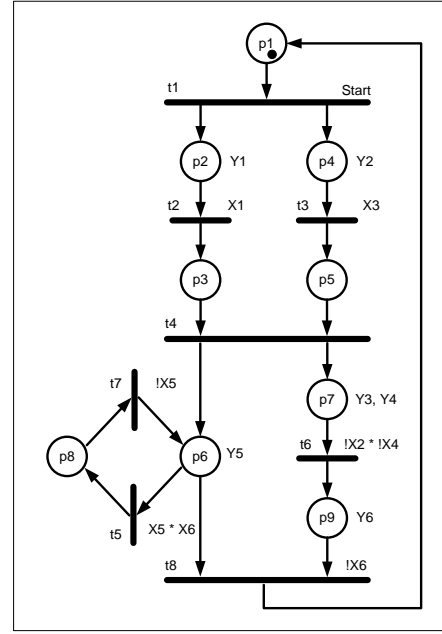 p1
t1 Start
p2 Y1 p4 Y2
t2 X1 t3 X3
p3 p5
t4
t7 !X5 p7 Y3, Y4
p8 p6 Y5 t6 !X2 * !X4
t5 X5 * X6 p9 Y6
t8 !X6